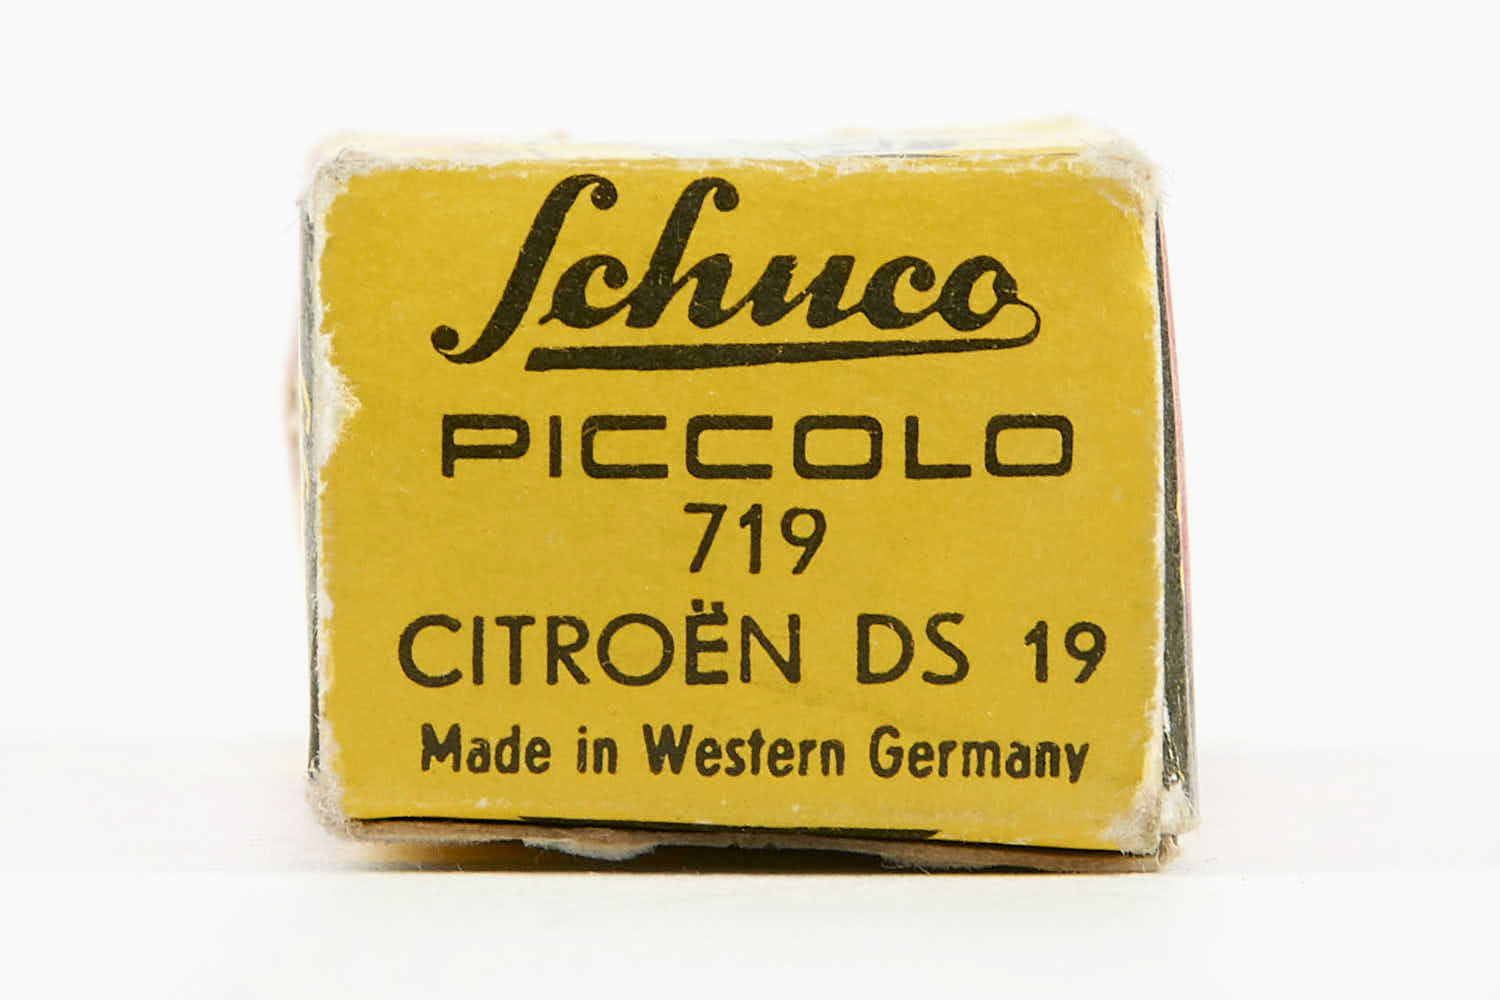 Schuco
PICCOLO
719
CITROËN DS 19
Made in Western Germany